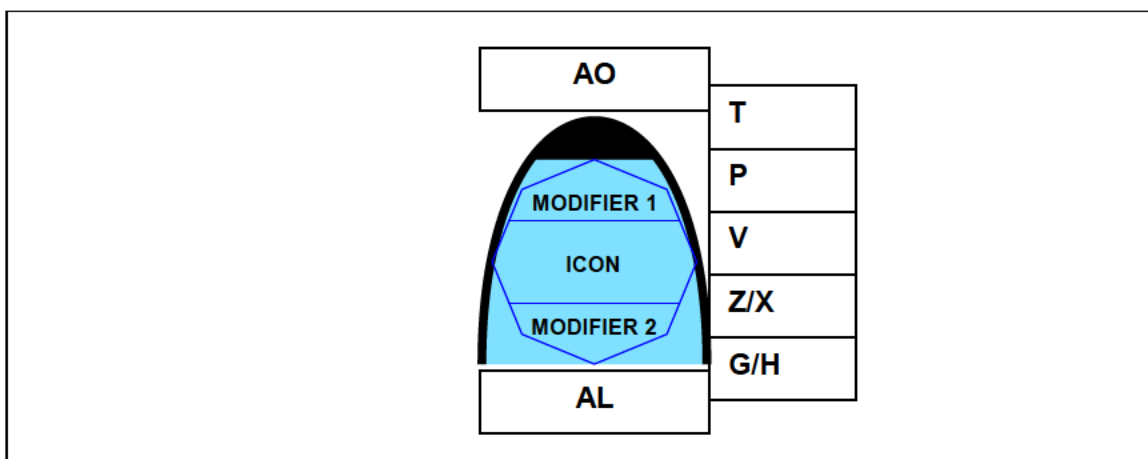 AO
T
P
MODIFIER 1
V
ICON
Z/X
MODIFIER 2
G/H
AL